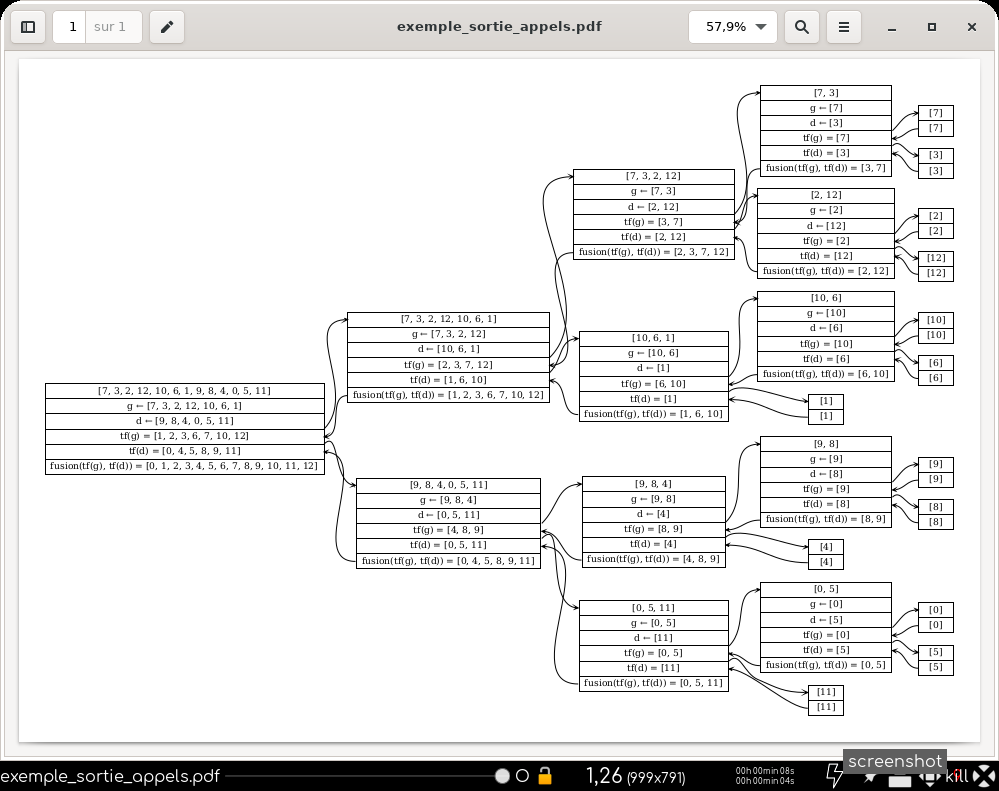 1 sur 1
exemple_sortie_appels.pdf
57,9%
[7, 3, 2, 12, 10, 6, 1, 9, 8, 4, 0, 5, 11]
g ← [7, 3, 2, 12, 10, 6, 1]
d ← [9, 8, 4, 0, 5, 11]
tf(g) = [1, 2, 3, 6, 7, 10, 12]
tf(d) = [0, 4, 5, 8, 9, 11]
fusion(tf(g), tf(d)) = [0, 1, 2, 3, 4, 5, 6, 7, 8, 9, 10, 11, 12]
[7, 3, 2, 12, 10, 6, 1]
g ← [7, 3, 2, 12]
d ← [10, 6, 1]
tf(g) = [2, 3, 7, 12]
tf(d) = [1, 6, 10]
fusion(tf(g), tf(d)) = [1, 2, 3, 6, 7, 10, 12]
[9, 8, 4, 0, 5, 11]
g ← [9, 8, 4]
d ← [0, 5, 11]
tf(g) = [4, 8, 9]
tf(d) = [0, 5, 11]
fusion(tf(g), tf(d)) = [0, 4, 5, 8, 9, 11]
[7, 3, 2, 12]
g ← [7, 3]
d ← [2, 12]
tf(g) = [3, 7]
tf(d) = [2, 12]
fusion(tf(g), tf(d)) = [2, 3, 7, 12]
[10, 6, 1]
g ← [10, 6]
d ← [1]
tf(g) = [6, 10]
tf(d) = [1]
fusion(tf(g), tf(d)) = [1, 6, 10]
[9, 8, 4]
g ← [9, 8]
d ← [4]
tf(g) = [8, 9]
tf(d) = [4]
fusion(tf(g), tf(d)) = [4, 8, 9]
[0, 5, 11]
g ← [0, 5]
d ← [11]
tf(g) = [0, 5]
tf(d) = [11]
fusion(tf(g), tf(d)) = [0, 5, 11]
[7, 3]
g ← [7]
d ← [3]
tf(g) = [7]
tf(d) = [3]
fusion(tf(g), tf(d)) = [3, 7]
[2, 12]
g ← [2]
d ← [12]
tf(g) = [2]
tf(d) = [12]
fusion(tf(g), tf(d)) = [2, 12]
[10, 6]
g ← [10]
d ← [6]
tf(g) = [10]
tf(d) = [6]
fusion(tf(g), tf(d)) = [6, 10]
[1]
[1]
[9, 8]
g ← [9]
d ← [8]
tf(g) = [9]
tf(d) = [8]
fusion(tf(g), tf(d)) = [8, 9]
[4]
[4]
[0, 5]
g ← [0]
d ← [5]
tf(g) = [0]
tf(d) = [5]
fusion(tf(g), tf(d)) = [0, 5]
[11]
[11]
[7]
[7]
[3]
[3]
[2]
[2]
[12]
[12]
[10]
[10]
[6]
[6]
[9]
[9]
[8]
[8]
[0]
[0]
[5]
[5]
screenshot
exemple_sortie_appels.pdf
1,26 (999x791)
00h00min08s
00h00min04s
kill